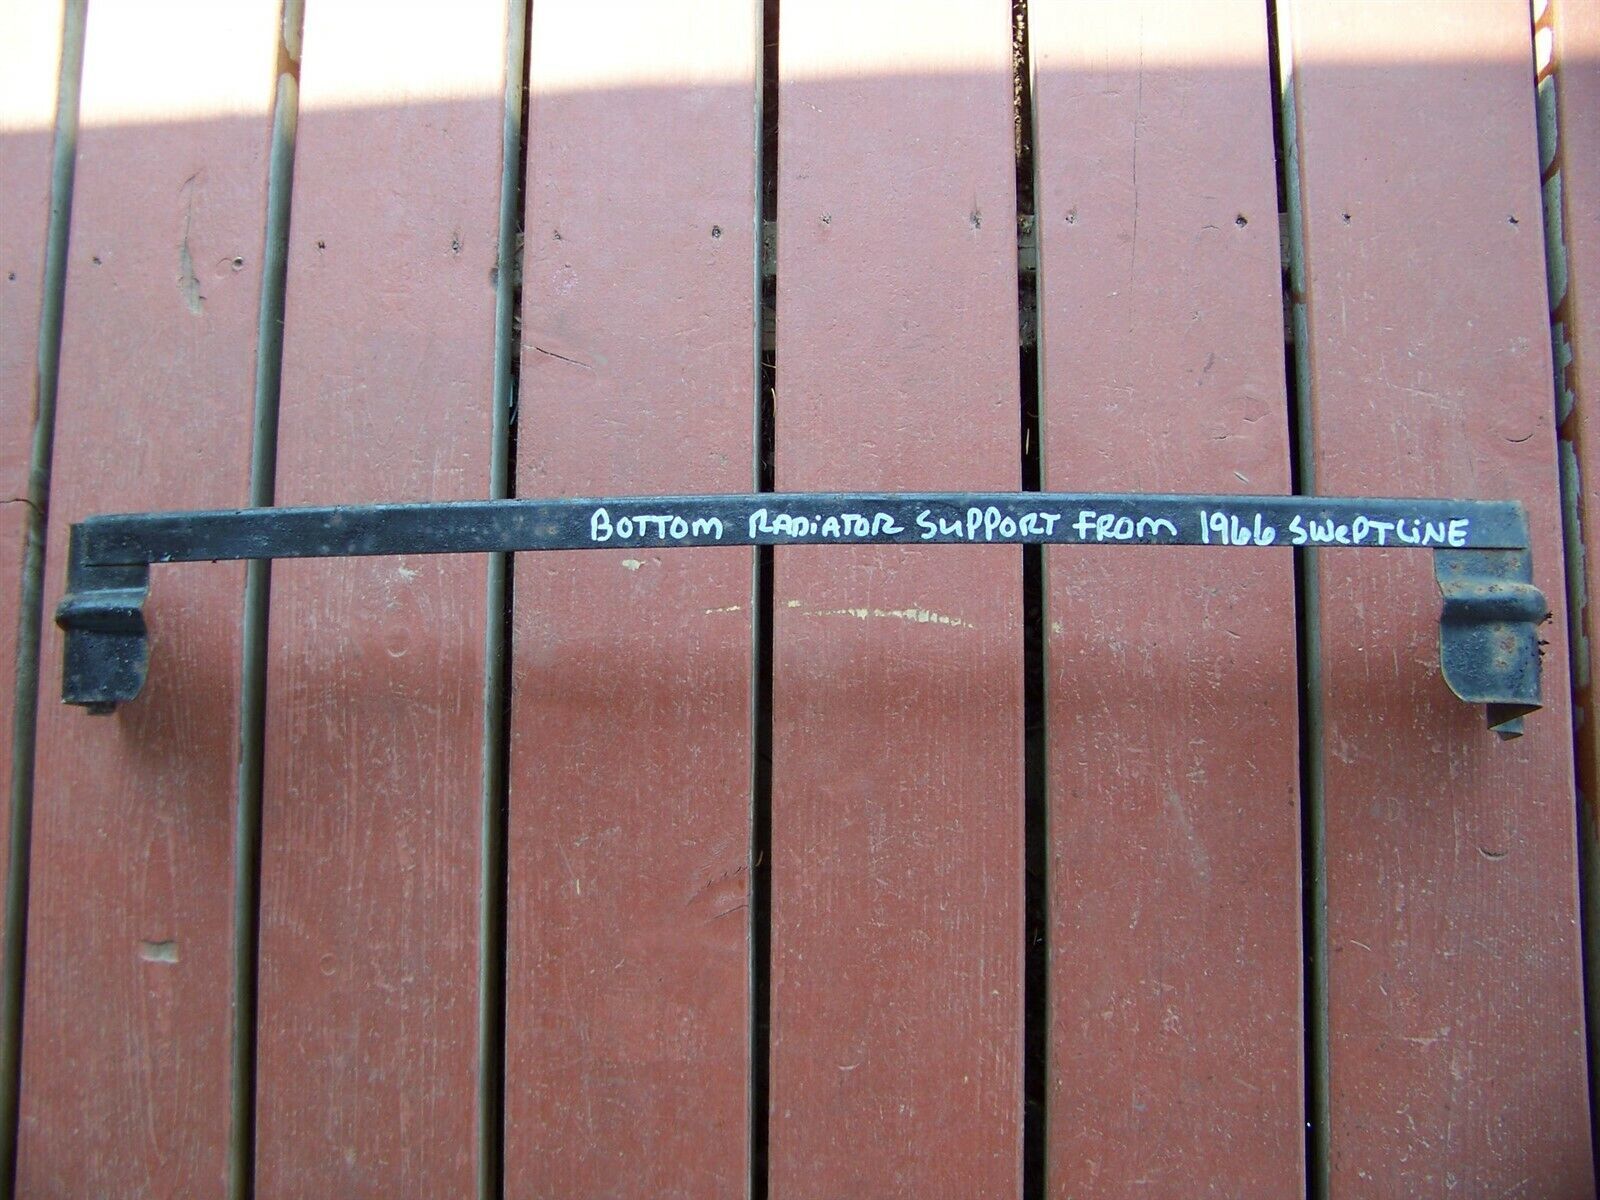 BOTTOM RADiATOR SUPPORT FROM 1966 SWePTLiNE